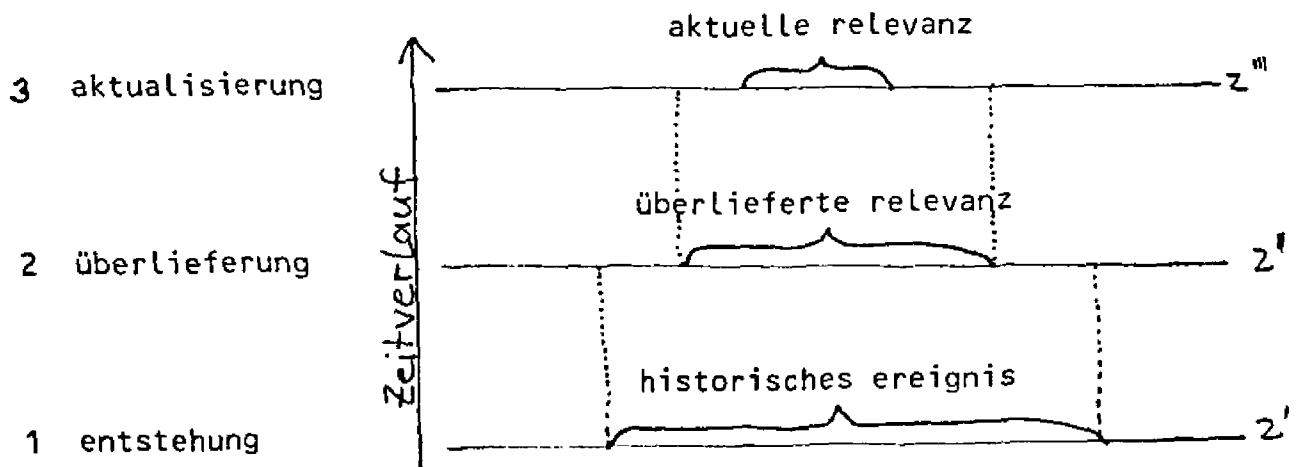 aktuelle relevanz
3 aktualisierung
z'''
Zeitverlauf
überlieferte relevanz
2 überlieferung
z''
historisches ereignis
1 entstehung
z'